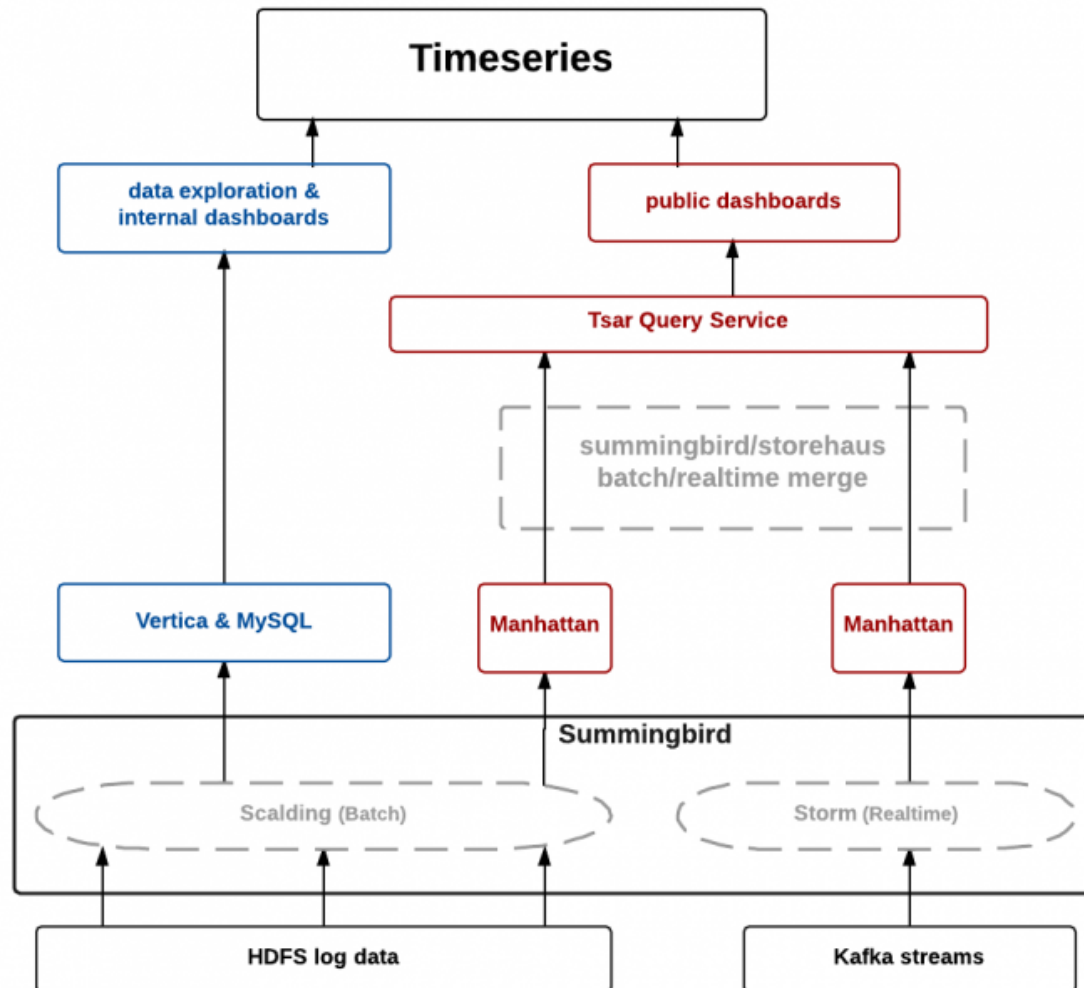 Timeseries
data exploration &
internal dashboards
public dashboards
Tsar Query Service
summingbird/storehaus
batch/realtime merge
Vertica & MySQL
Manhattan
Manhattan
Summingbird
Scalding (Batch)
Storm (Realtime)
HDFS log data
Kafka streams